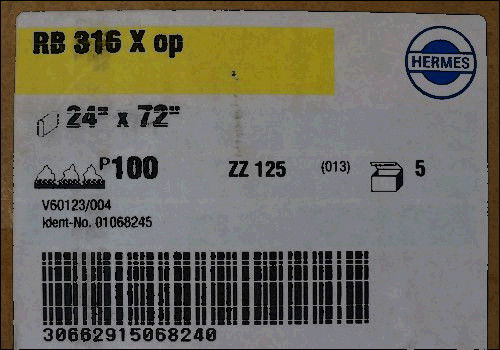 RB 316 X op
HERMES
24" x 72"
P100 ZZ 125 (013) 5
V60123/004
Ident-No. 01068245
30662915068240